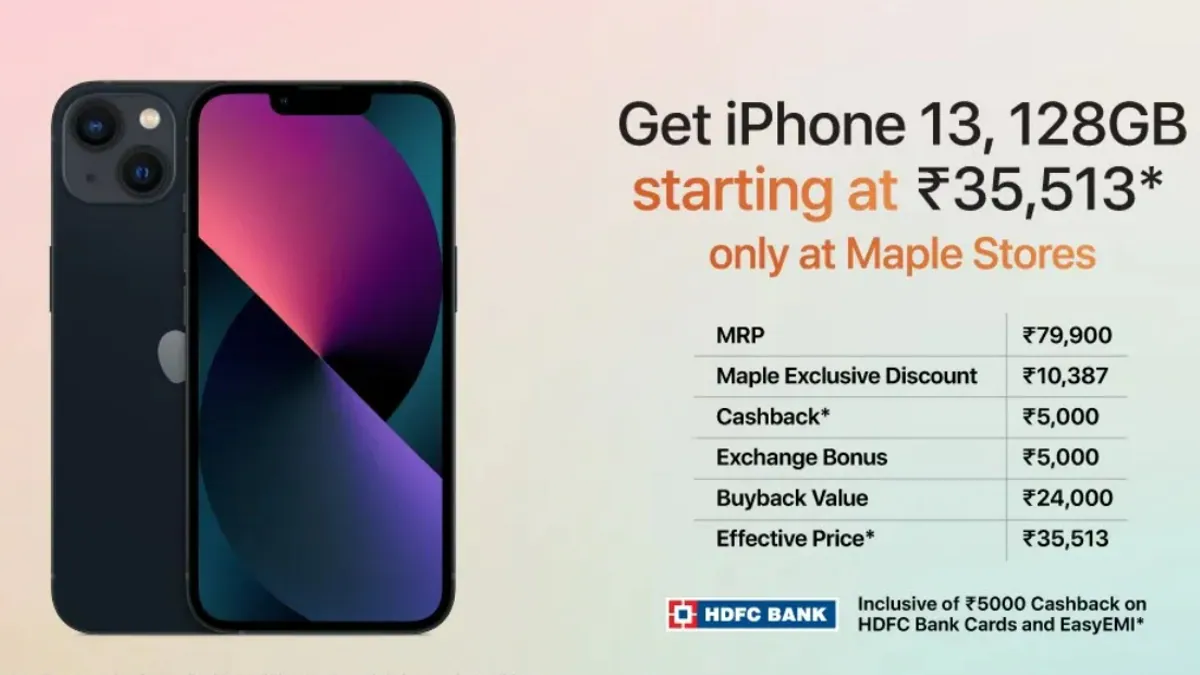 Get iPhone 13, 128GB
starting at ₹35,513*
only at Maple Stores
MRP ₹79,900
Maple Exclusive Discount ₹10,387
Cashback* ₹5,000
Exchange Bonus ₹5,000
Buyback Value ₹24,000
Effective Price* ₹35,513
HDFC BANK
Inclusive of ₹5000 Cashback on
HDFC Bank Cards and EasyEMI*